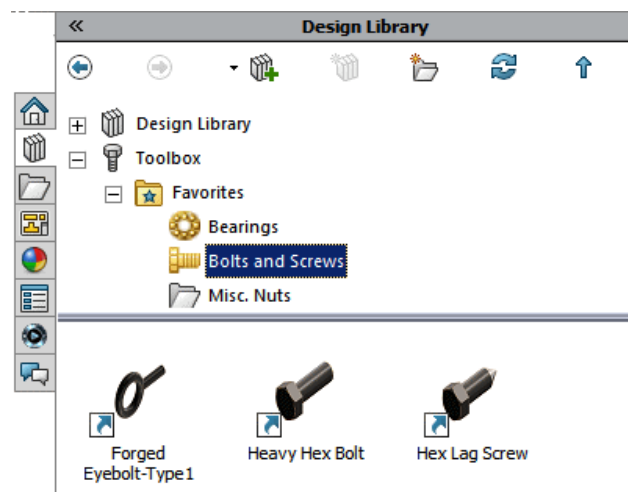 Design Library
Design Library
Toolbox
Favorites
Bearings
Bolts and Screws
Misc. Nuts
Forged
Eyebolt-Type1
Heavy Hex Bolt
Hex Lag Screw